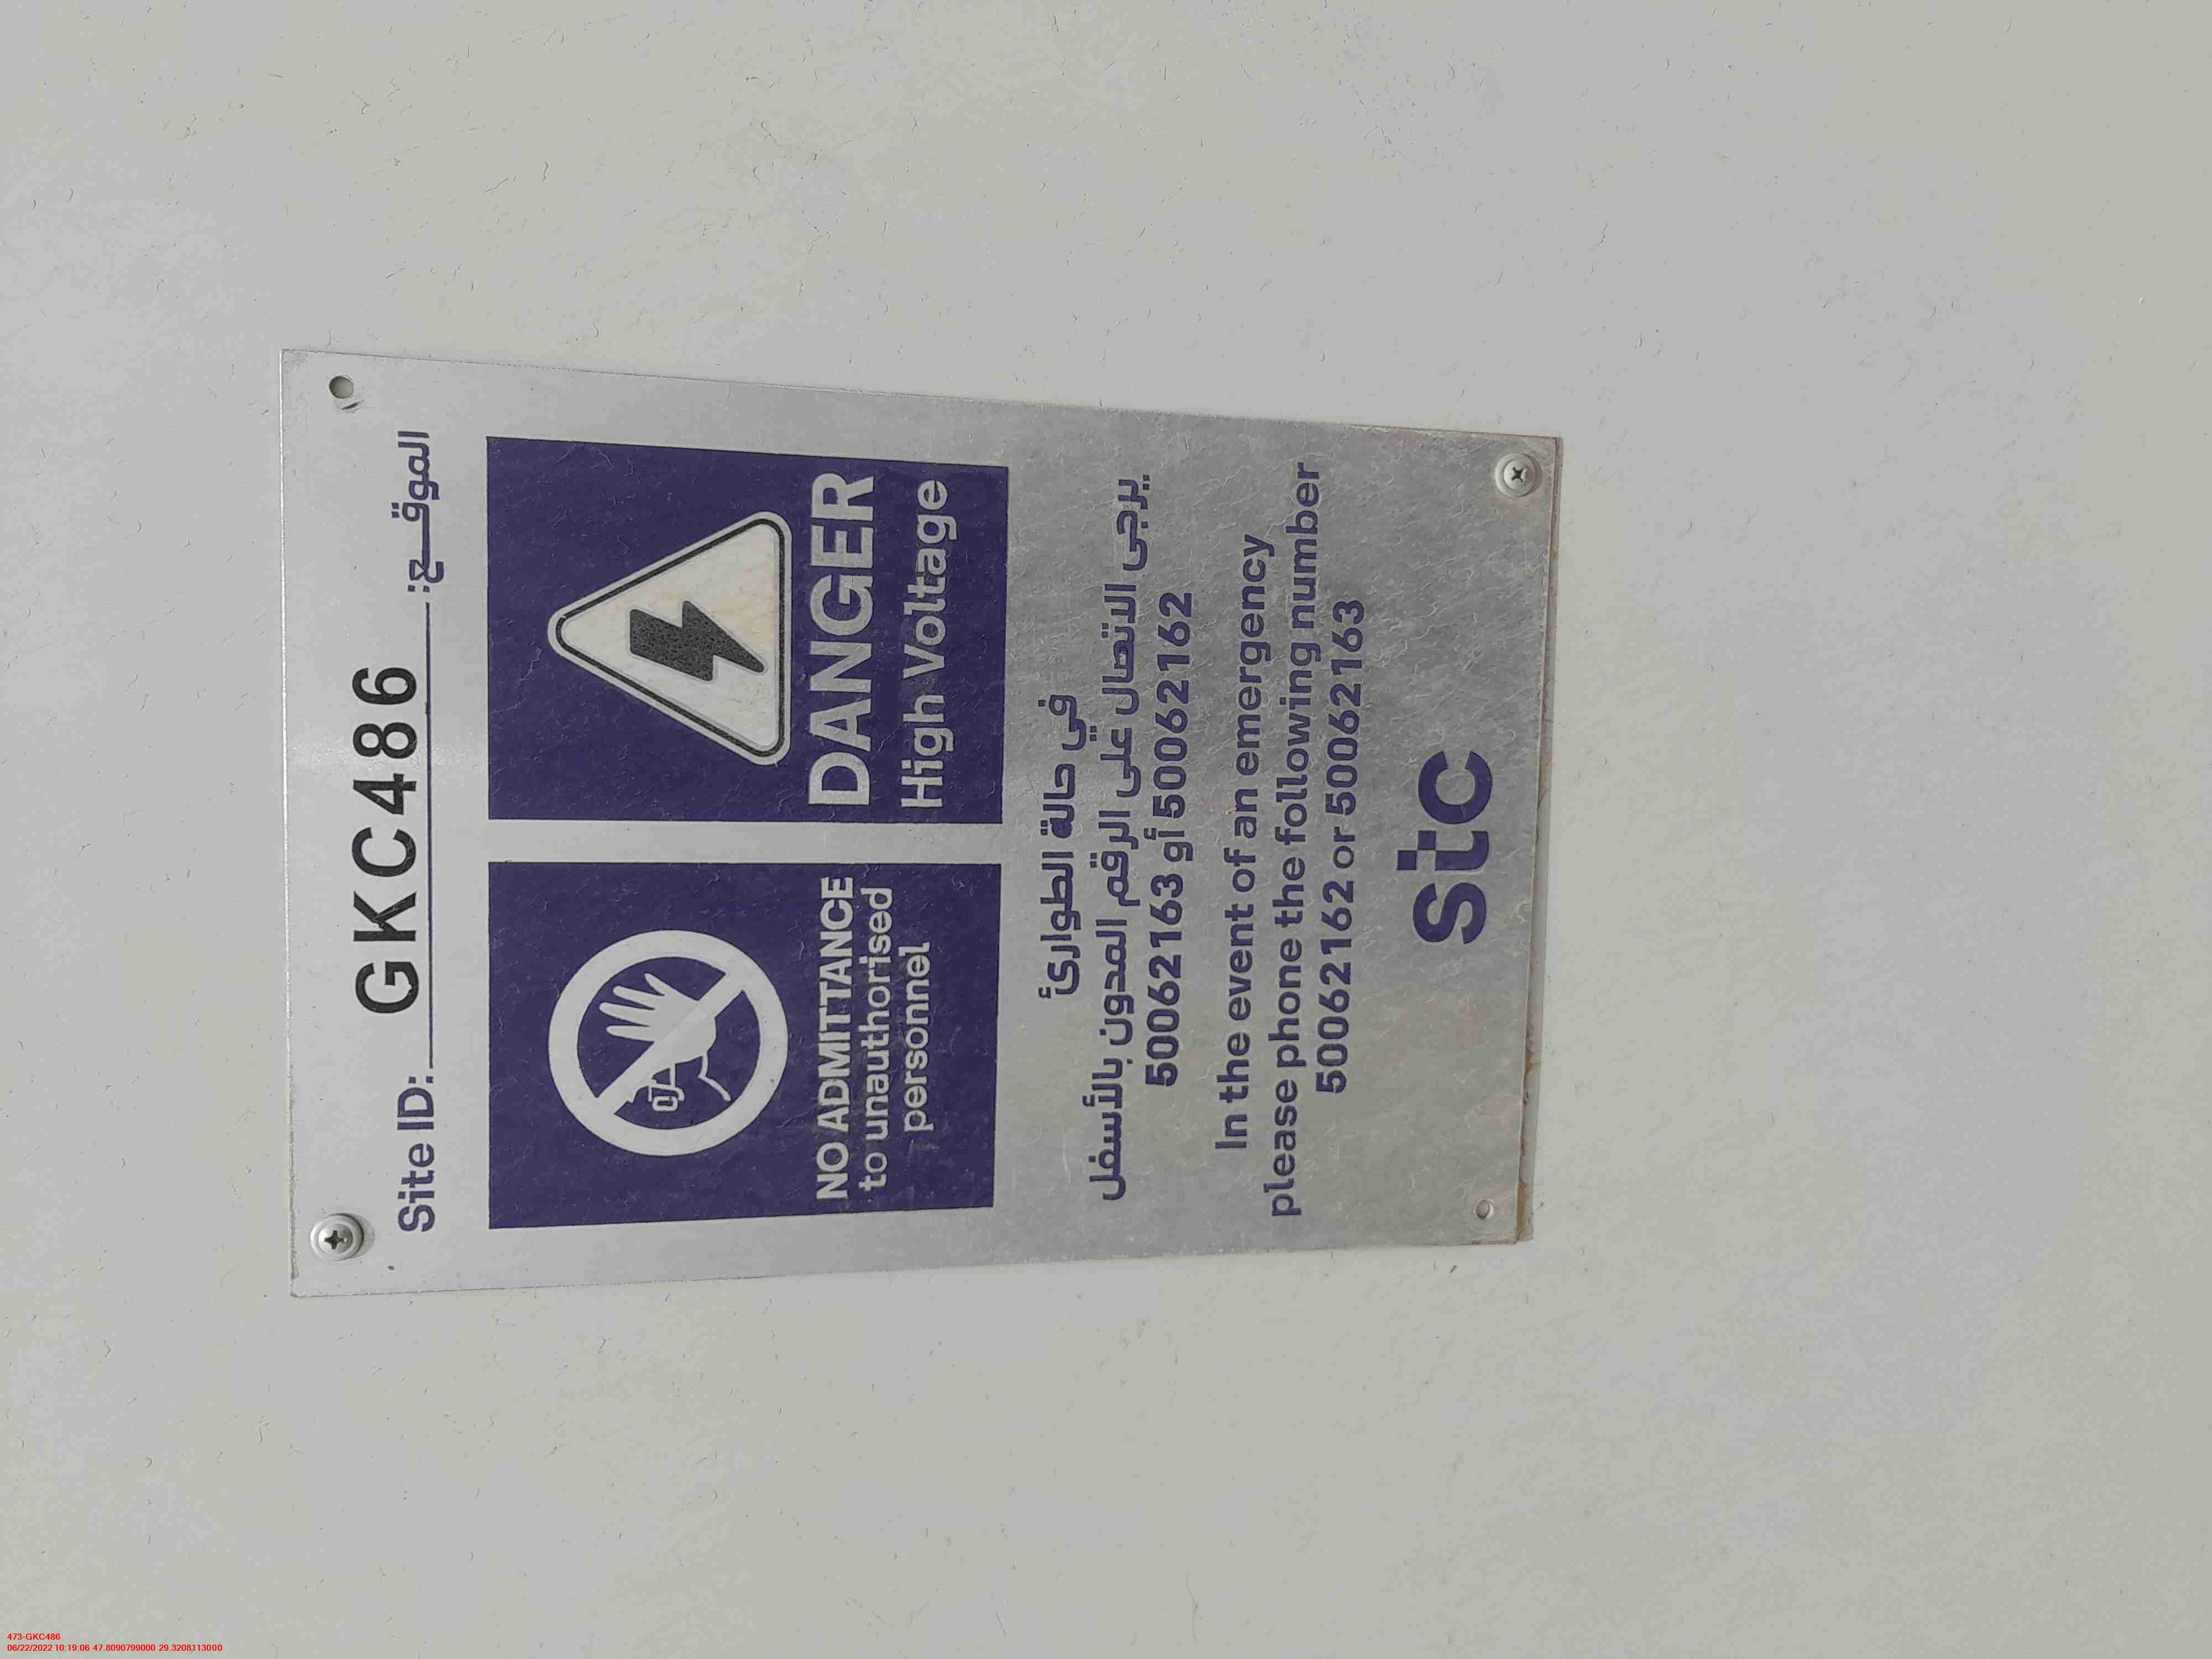 Site ID: GKC486 الموقـــع:
NO ADMITTANCE
to unauthorised
personnel
DANGER
High Voltage
في حالة الطوارئ
يرجى الاتصال على الرقم المدون بالأسفل
50062162 أو 50062163
In the event of an emergency
please phone the following number
50062162 or 50062163
stc
473-GKC486
06/22/2022 10:19:06 47.8090799000 29.3208113000